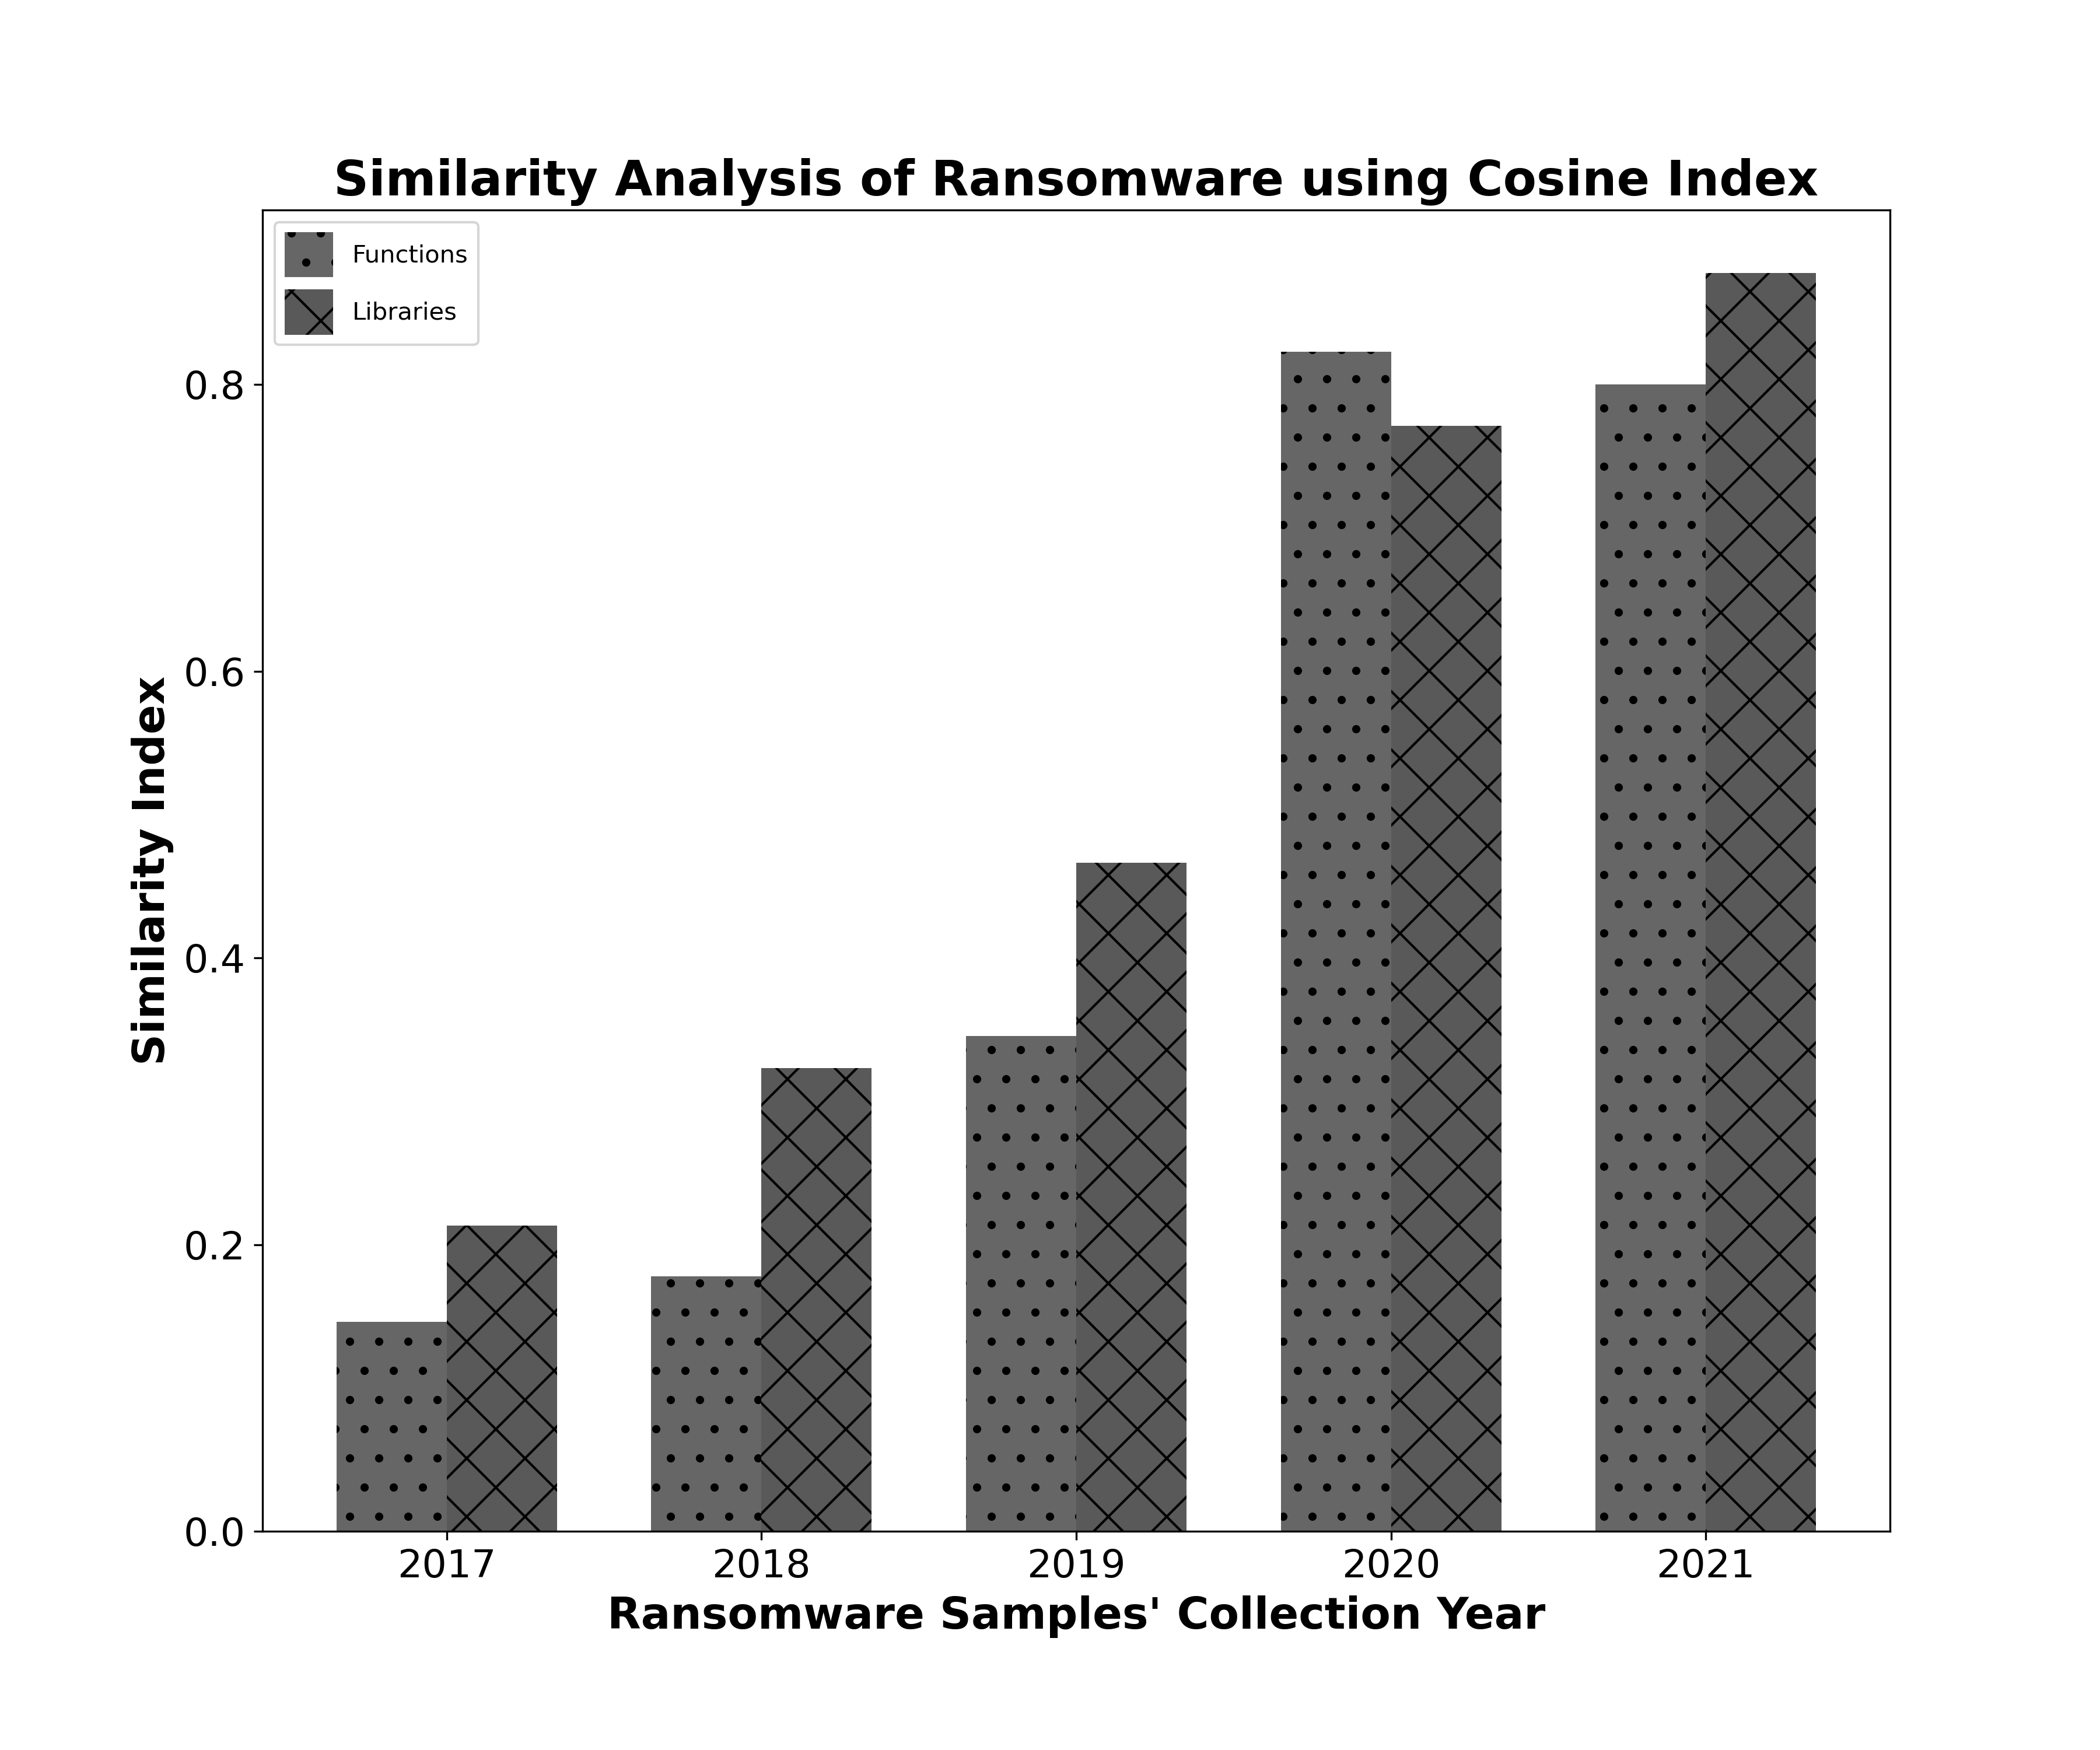 Similarity Analysis of Ransomware using Cosine Index
Functions
Libraries
0.8
0.6
0.4
0.2
0.0
Similarity Index
2017 2018 2019 2020 2021
Ransomware Samples' Collection Year